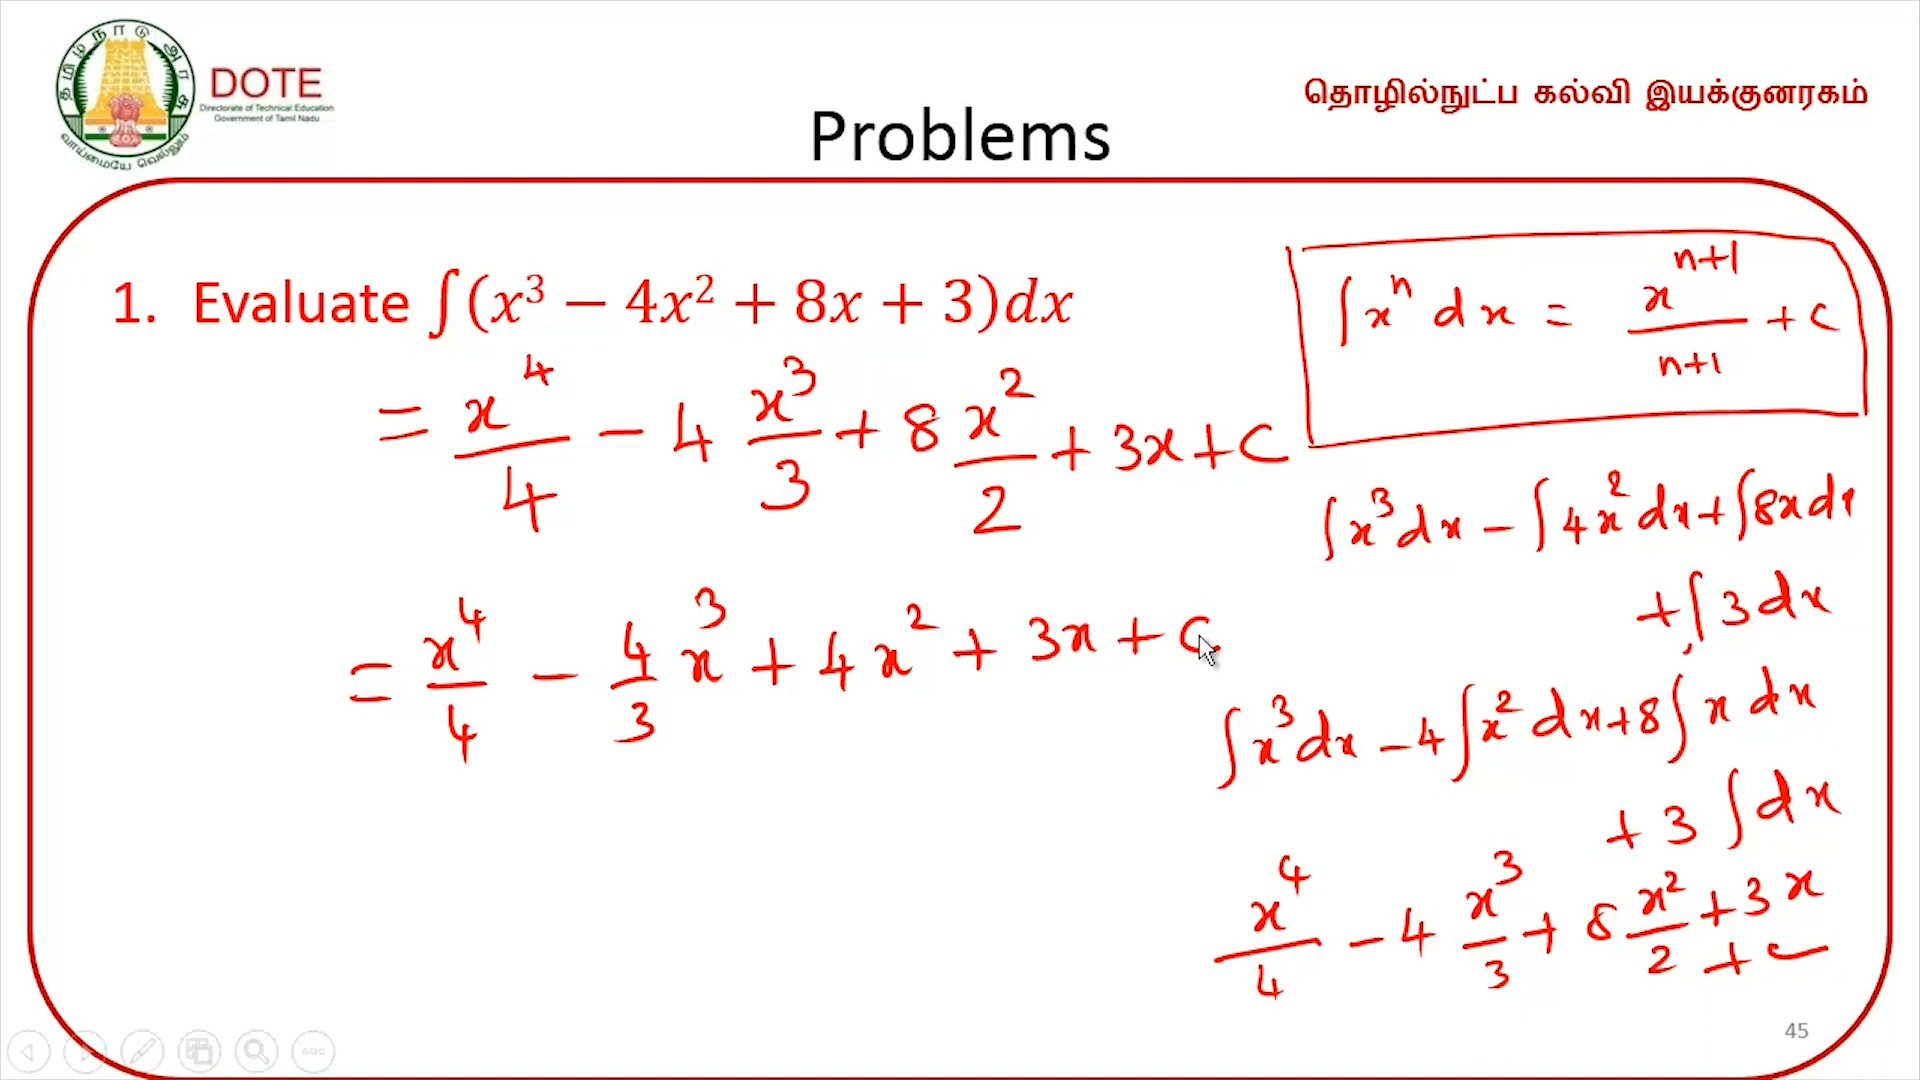 தமிழ்நாடு அரசு
வாய்மையே வெல்லும்
DOTE
Directorate of Technical Education
Government of Tamil Nadu
தொழில்நுட்ப கல்வி இயக்குனரகம்
Problems
1. Evaluate ∫(x³ − 4x² + 8x + 3)dx
= x⁴/4 − 4 x³/3 + 8 x²/2 + 3x + C
= x⁴/4 − 4/3 x³ + 4x² + 3x + C
∫xⁿ dx = xⁿ⁺¹/n+1 + C
∫x³dx − ∫4x²dx + ∫8xdx
+ ∫3dx
∫x³dx − 4∫x²dx + 8∫x dx
+ 3∫dx
x⁴/4 − 4 x³/3 + 8 x²/2 + 3x
+ C
45